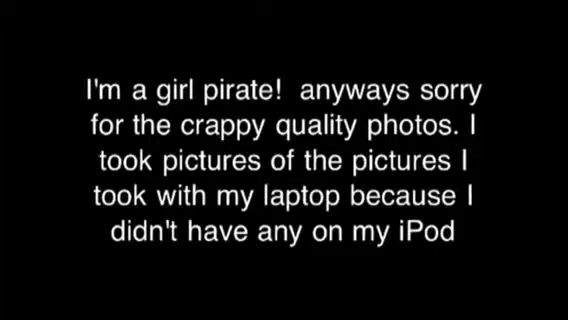 I'm a girl pirate!  anyways sorry
for the crappy quality photos. I
took pictures of the pictures I
took with my laptop because I
didn't have any on my iPod